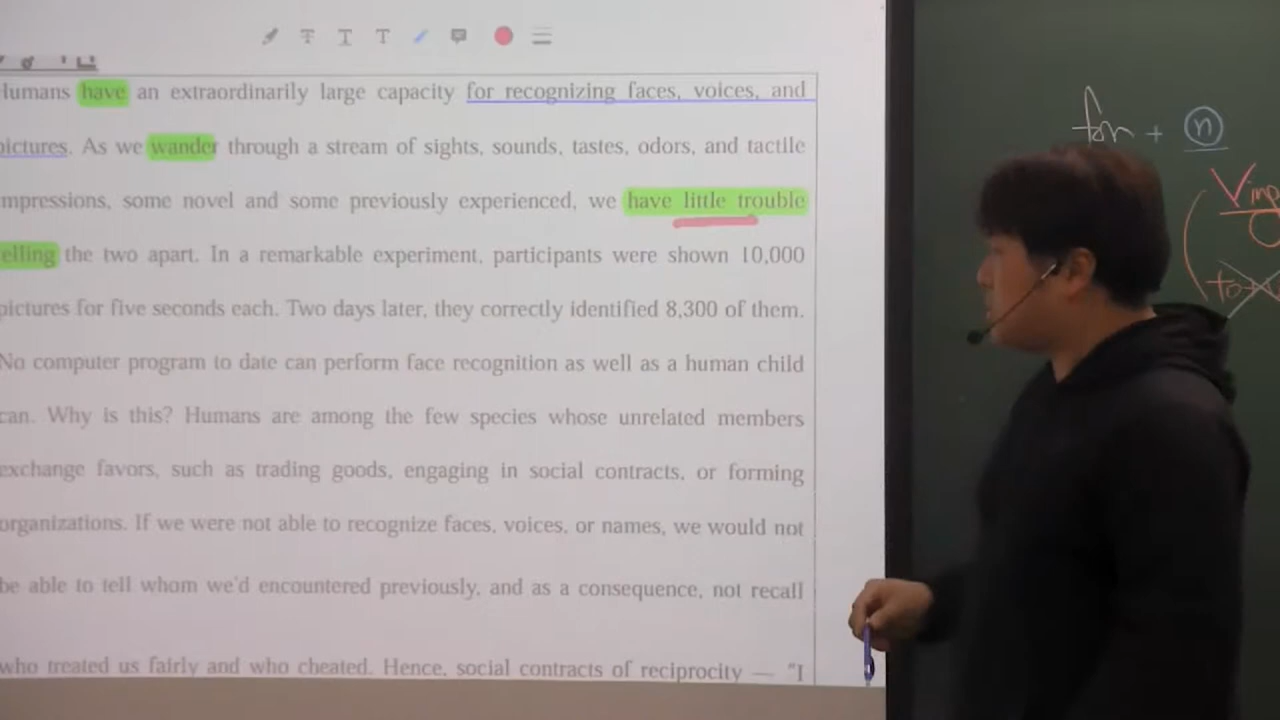 Humans have an extraordinarily large capacity for recognizing faces, voices, and
pictures. As we wander through a stream of sights, sounds, tastes, odors, and tactile
impressions, some novel and some previously experienced, we have little trouble
elling the two apart. In a remarkable experiment, participants were shown 10,000
pictures for five seconds each. Two days later, they correctly identified 8,300 of them.
No computer program to date can perform face recognition as well as a human child
can. Why is this? Humans are among the few species whose unrelated members
exchange favors, such as trading goods, engaging in social contracts, or forming
organizations. If we were not able to recognize faces, voices, or names, we would not
be able to tell whom we'd encountered previously, and as a consequence, not recall
who treated us fairly and who cheated. Hence, social contracts of reciprocity — "I
for + n